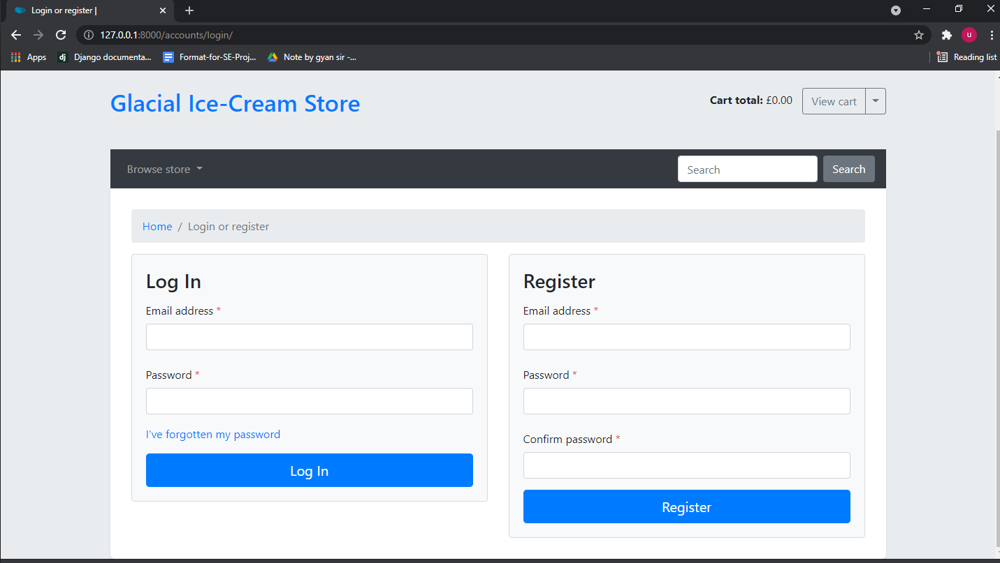 Login or register |
127.0.0.1:8000/accounts/login/
u
Apps
dj Django documenta...
Format-for-SE-Proj...
Note by gyan sir -...
Reading list
Glacial Ice-Cream Store
Cart total: £0.00
View cart
Browse store
Search
Search
Home / Login or register
Log In
Email address *
Password *
I've forgotten my password
Log In
Register
Email address *
Password *
Confirm password *
Register